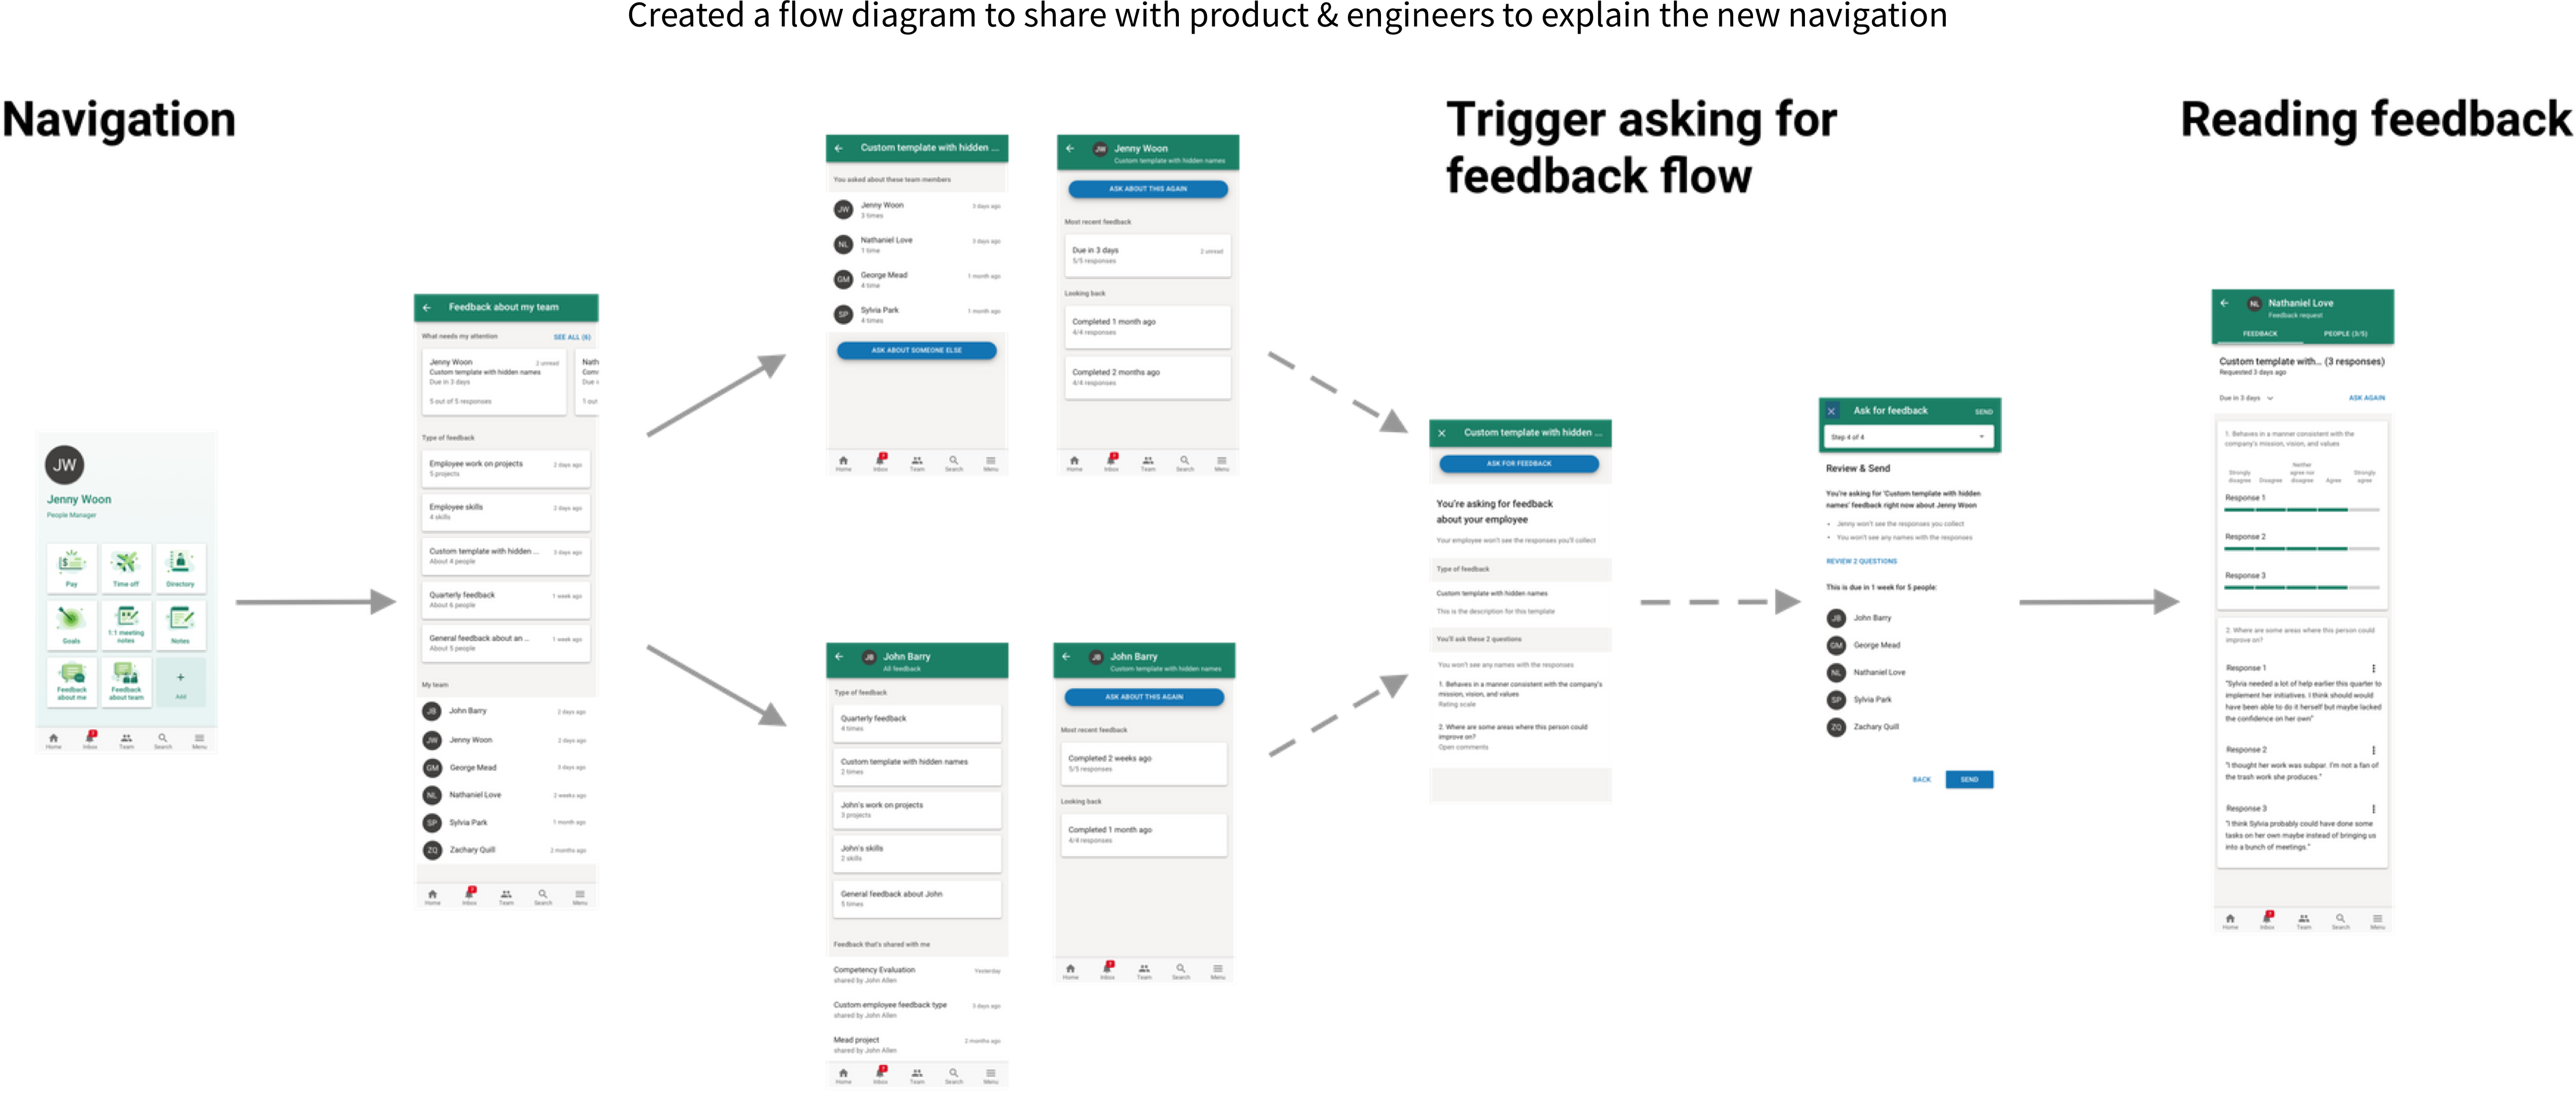 Created a flow diagram to share with product & engineers to explain the new navigation
Navigation
Trigger asking for
feedback flow
Reading feedback
JW
Jenny Woon
People Manager
Pay
Time off
Directory
Goals
1:1 meeting
notes
Notes
Feedback
about me
Feedback
about team
+
Add
Home
Inbox
Team
Search
Menu
Feedback about my team
What needs my attention
SEE ALL (6)
Jenny Woon
2 unread
Custom template with hidden names
Due in 3 days
5 out of 5 responses
Nath
Due
1 out
Type of feedback
Employee work on projects
2 days ago
5 projects
Employee skills
2 days ago
4 skills
Custom template with hidden ...
3 days ago
About 4 people
Quarterly feedback
1 week ago
About 6 people
General feedback about an ...
1 week ago
About 5 people
My team
JB
John Barry
2 days ago
JW
Jenny Woon
2 days ago
GM
George Mead
3 days ago
NL
Nathaniel Love
2 weeks ago
SP
Sylvia Park
1 month ago
ZQ
Zachary Quill
2 months ago
Home
Inbox
Team
Search
Menu
Custom template with hidden ...
You asked about these team members
JW
Jenny Woon
3 days ago
3 times
NL
Nathaniel Love
3 days ago
1 time
GM
George Mead
1 month ago
4 time
SP
Sylvia Park
1 month ago
4 times
ASK ABOUT SOMEONE ELSE
Home
Inbox
Team
Search
Menu
JW
Jenny Woon
Custom template with hidden names
ASK ABOUT THIS AGAIN
Most recent feedback
Due in 3 days
2 unread
5/5 responses
Looking back
Completed 1 month ago
4/4 responses
Completed 2 months ago
4/4 responses
Home
Inbox
Team
Search
Menu
JB
John Barry
All feedback
Type of feedback
Quarterly feedback
4 times
Custom template with hidden names
2 times
John's work on projects
3 projects
John's skills
2 skills
General feedback about John
5 times
Feedback that's shared with me
Competency Evaluation
Yesterday
shared by John Allen
Custom employee feedback type
3 days ago
shared by John Allen
Mead project
2 months ago
shared by John Allen
Home
Inbox
Team
Search
Menu
JB
John Barry
Custom template with hidden names
ASK ABOUT THIS AGAIN
Most recent feedback
Completed 2 weeks ago
5/5 responses
Looking back
Completed 1 month ago
4/4 responses
Home
Inbox
Team
Search
Menu
Custom template with hidden ...
ASK FOR FEEDBACK
You're asking for feedback
about your employee
Your employee won't see the responses you'll collect
Type of feedback
Custom template with hidden names
This is the description for this template
You'll ask these 2 questions
You won't see any names with the responses
1. Behaves in a manner consistent with the company's
mission, vision, and values
Rating scale
2. Where are some areas where this person could
improve on?
Open comments
Ask for feedback
SEND
Step 4 of 4
Review & Send
You're asking for 'Custom template with hidden
names' feedback right now about Jenny Woon
• Jenny won't see the responses you collect
• You won't see any names with the responses
REVIEW 2 QUESTIONS
This is due in 1 week for 5 people:
JB
John Barry
GM
George Mead
NL
Nathaniel Love
SP
Sylvia Park
ZQ
Zachary Quill
BACK
SEND
NL
Nathaniel Love
Feedback request
FEEDBACK
PEOPLE (3/5)
Custom template with... (3 responses)
Requested 3 days ago
Due in 3 days
ASK AGAIN
1. Behaves in a manner consistent with the
company's mission, vision, and values
Strongly
disagree
Disagree
Neither
agree nor
disagree
Agree
Strongly
agree
Response 1
Response 2
Response 3
2. Where are some areas where this person could
improve on?
Response 1
"Sylvia needed a lot of help earlier this quarter to
implement her initiatives. I think should would
have been able to do it herself but maybe lacked
the confidence on her own"
Response 2
"I thought her work was subpar. I'm not a fan of
the trash work she produces."
Response 3
"I think Sylvia probably could have done some
tasks on her own maybe instead of bringing us
into a bunch of meetings."
Home
Inbox
Team
Search
Menu